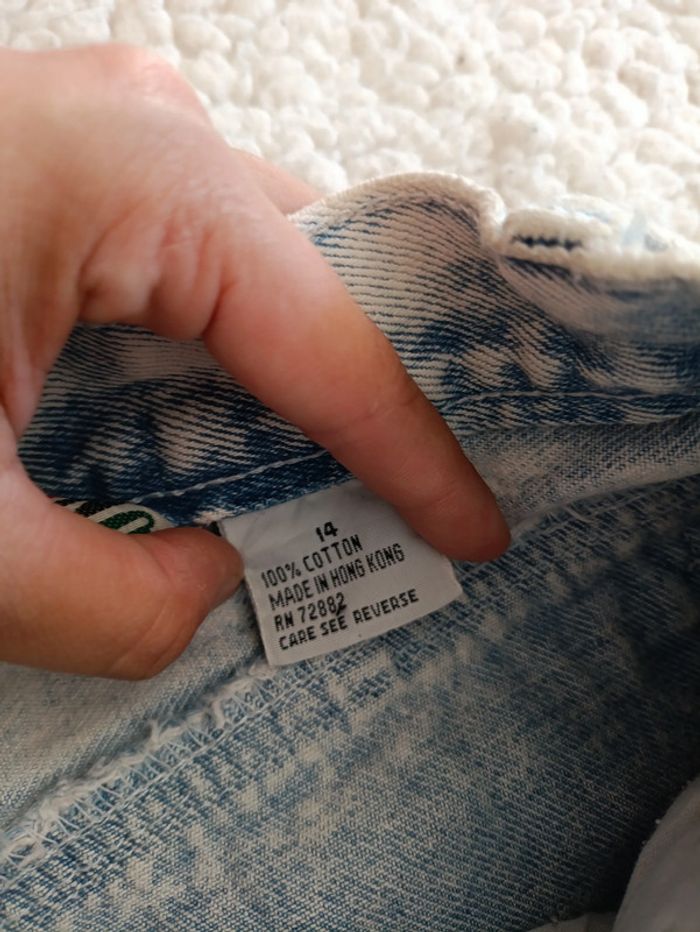 14
100% COTTON
MADE IN HONG KONG
RN 72882
CARE SEE REVERSE